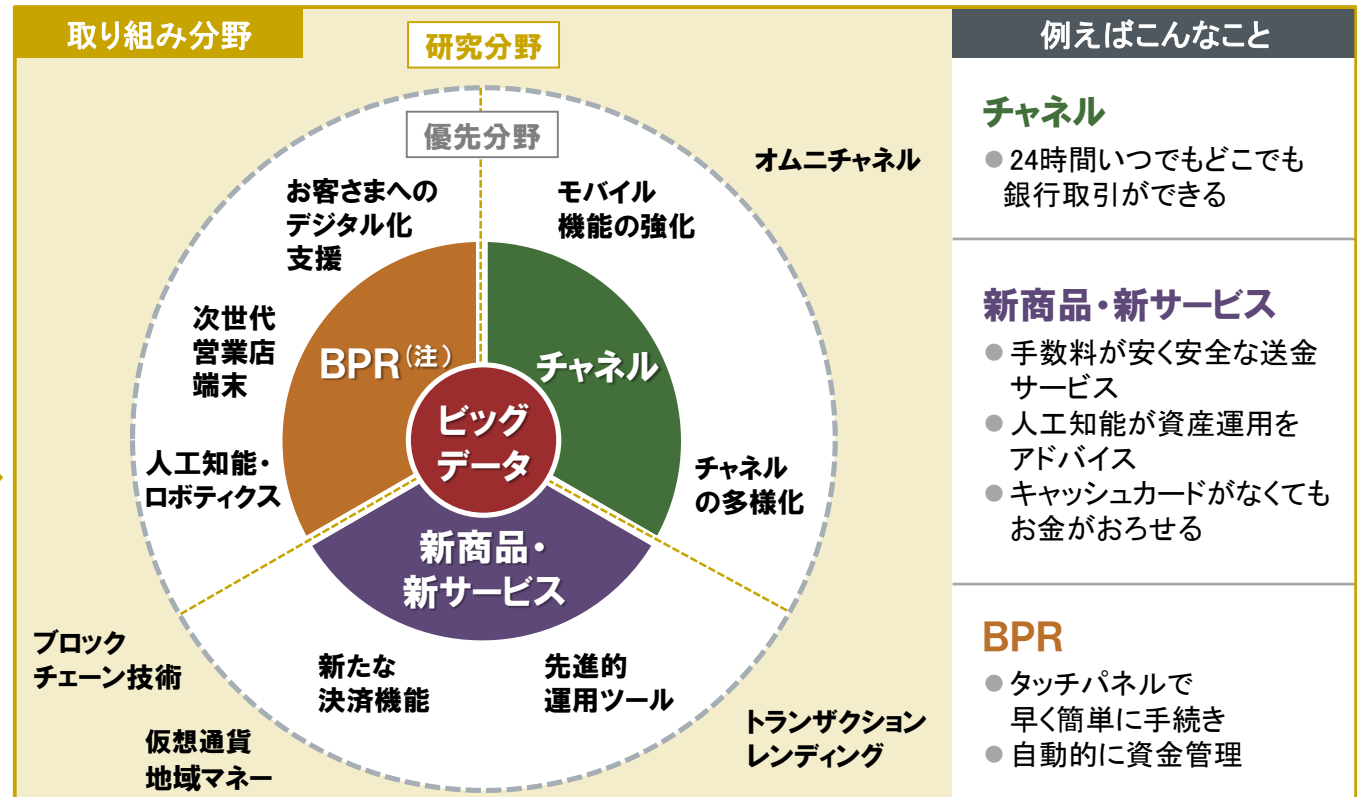 取り組み分野
研究分野
優先分野
オムニチャネル
お客さまへの
デジタル化
支援
モバイル
機能の強化
次世代
営業店
端末
BPR（注）
チャネル
ビッグ
データ
人工知能・
ロボティクス
チャネル
の多様化
新商品・
新サービス
ブロック
チェーン技術
新たな
決済機能
先進的
運用ツール
仮想通貨
地域マネー
トランザクション
レンディング
例えばこんなこと
チャネル
●24時間いつでもどこでも
銀行取引ができる
新商品・新サービス
●手数料が安く安全な送金
サービス
●人工知能が資産運用を
アドバイス
●キャッシュカードがなくても
お金がおろせる
BPR
●タッチパネルで
早く簡単に手続き
●自動的に資金管理